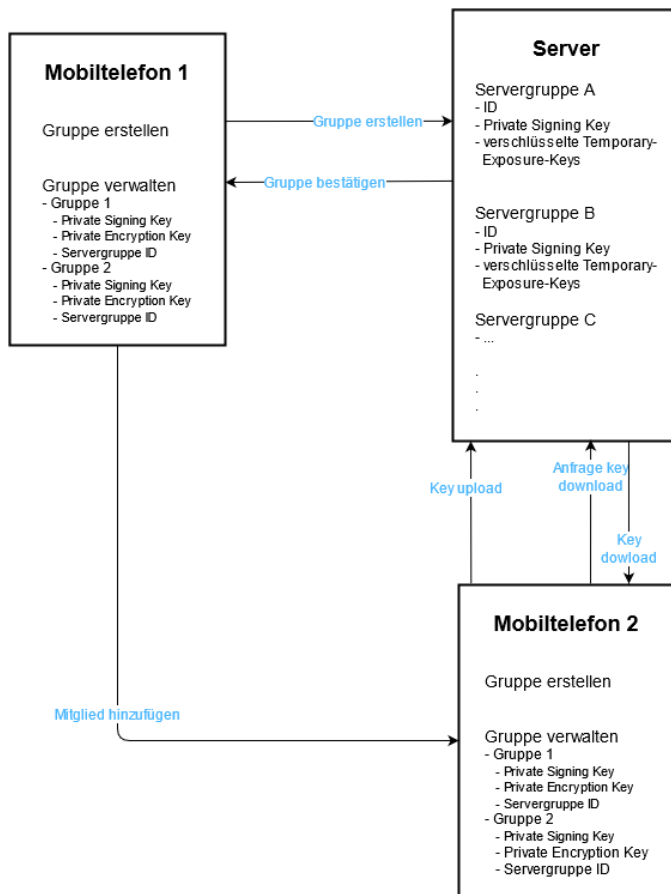 Mobiltelefon 1
Gruppe erstellen
Gruppe verwalten
- Gruppe 1
- Private Signing Key
- Private Encryption Key
- Servergruppe ID
- Gruppe 2
- Private Signing Key
- Private Encryption Key
- Servergruppe ID
Gruppe erstellen
Gruppe bestätigen
Server
Servergruppe A
- ID
- Private Signing Key
- verschlüsselte Temporary-
Exposure-Keys
Servergruppe B
- ID
- Private Signing Key
- verschlüsselte Temporary-
Exposure-Keys
Servergruppe C
- ...
.
.
.
Key upload
Anfrage key
download
Key
dowload
Mitglied hinzufügen
Mobiltelefon 2
Gruppe erstellen
Gruppe verwalten
- Gruppe 1
- Private Signing Key
- Private Encryption Key
- Servergruppe ID
- Gruppe 2
- Private Signing Key
- Private Encryption Key
- Servergruppe ID